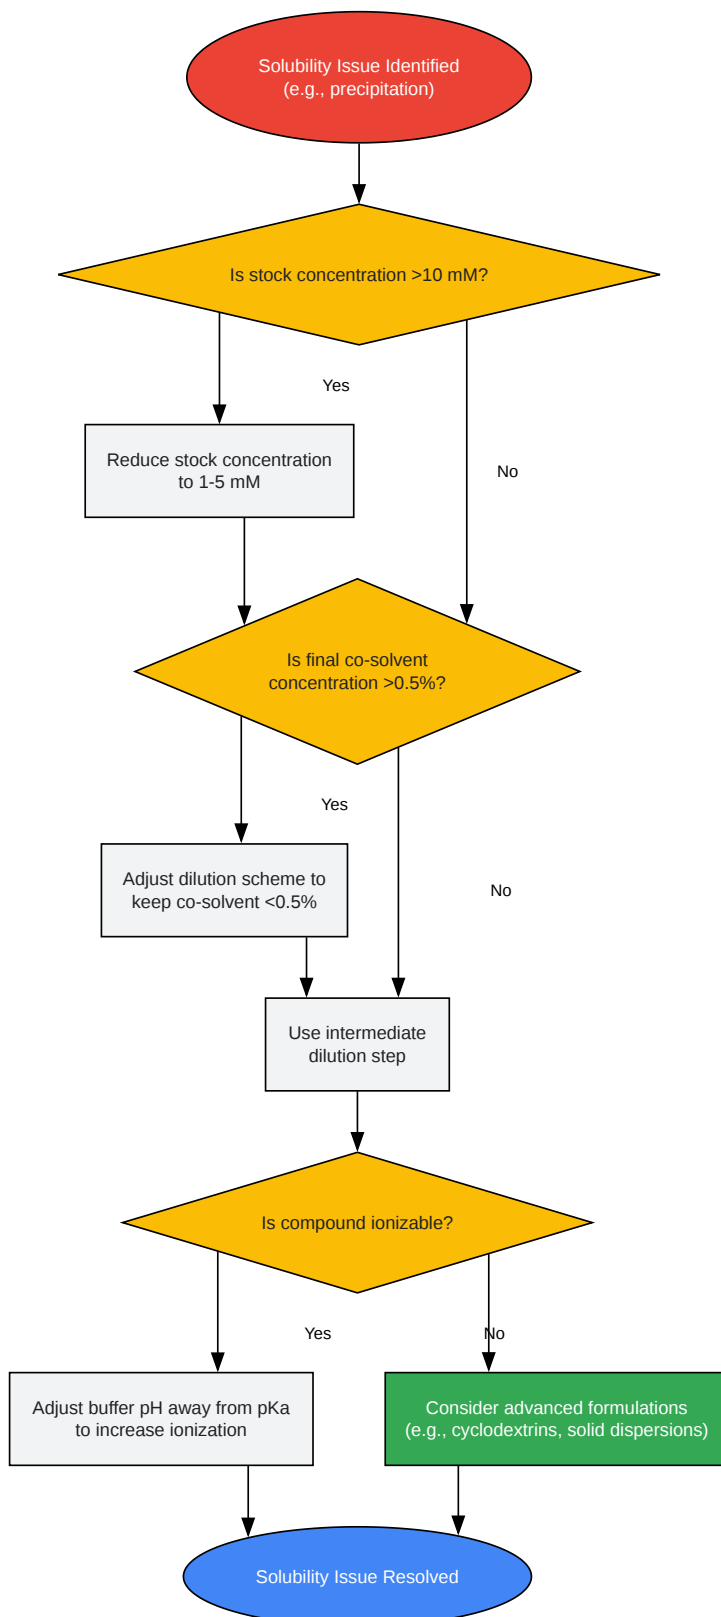 Solubility Issue Identified
(e.g., precipitation)
Is stock concentration >10 mM?
Yes
Reduce stock concentration
to 1-5 mM
No
Is final co-solvent
concentration >0.5%?
Yes
Adjust dilution scheme to
keep co-solvent <0.5%
No
Use intermediate
dilution step
Is compound ionizable?
Yes
No
Adjust buffer pH away from pKa
to increase ionization
Consider advanced formulations
(e.g., cyclodextrins, solid dispersions)
Solubility Issue Resolved